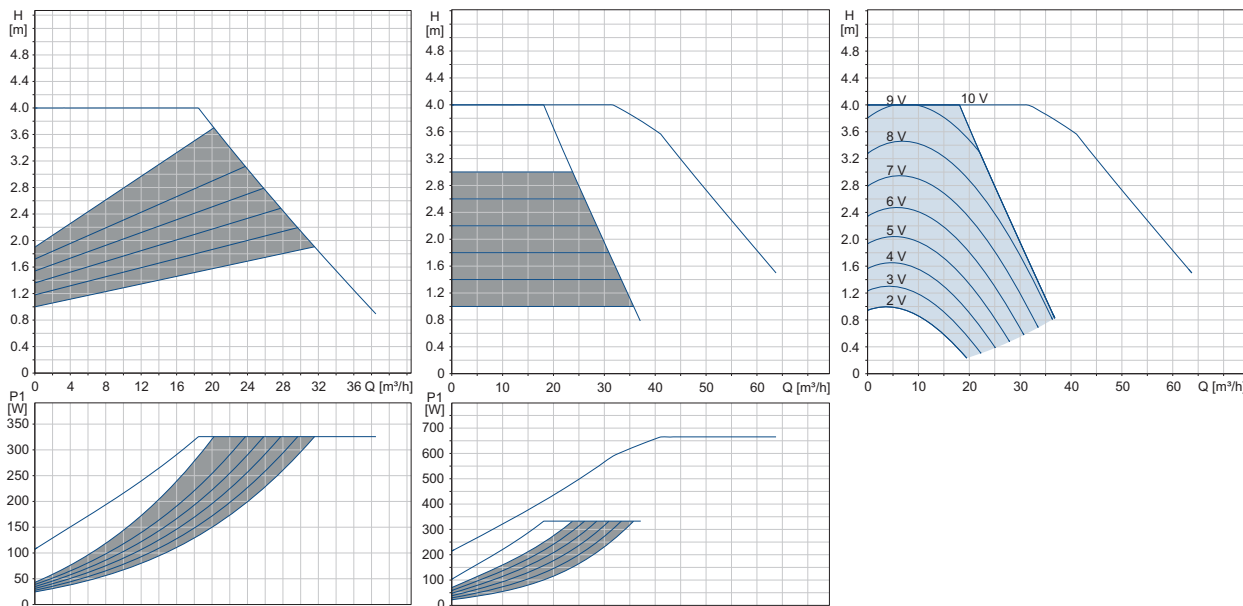 H
[m]
4.8
4.4
4.0
3.6
3.2
2.8
2.4
2.0
1.6
1.2
0.8
0.4
0
0 4 8 12 16 20 24 28 32 36 Q [m³/h]
H
[m]
4.8
4.4
4.0
3.6
3.2
2.8
2.4
2.0
1.6
1.2
0.8
0.4
0
0 10 20 30 40 50 60 Q [m³/h]
H
[m]
4.8
4.4
4.0
3.6
3.2
2.8
2.4
2.0
1.6
1.2
0.8
0.4
0
9 V 10 V
8 V
7 V
6 V
5 V
4 V
3 V
2 V
0 10 20 30 40 50 60 Q [m³/h]
P1
[W]
350
300
250
200
150
100
50
0
P1
[W]
700
600
500
400
300
200
100
0